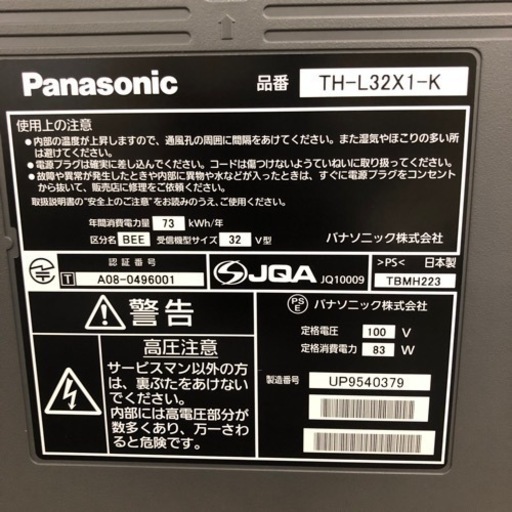 Panasonic
品番 TH-L32X1-K
使用上の注意
●内部の温度が上昇しますので、通風孔の周囲に間隔をあけてください。また湿気やほこりの多い所
は避けてください。
●電源プラグは確実に差し込んでください。コードは傷つけないようていねいに取り扱ってください。
●故障や異常が発生したときや内部に異物や水などが入ったときは、すぐに電源プラグをコンセント
から抜いて、販売店に修理をご依頼ください。
取扱説明書の"安全上のご注意"をお読みのうえ、ご使用ください。
年間消費電力量 73 kWh/年
区分名 BEE 受信機型サイズ 32 V型
パナソニック株式会社
認証番号
T A08-0496001
JQA JQ10009
>PS< 日本製
TBMH223
警告
高圧注意
サービスマン以外の方
は、裏ぶたをあけない
でください。
内部には高電圧部分が
数多くあり、万一さわ
ると危険です。
PSE パナソニック株式会社
定格電圧 100 V
定格消費電力 83 W
製造番号 UP9540379